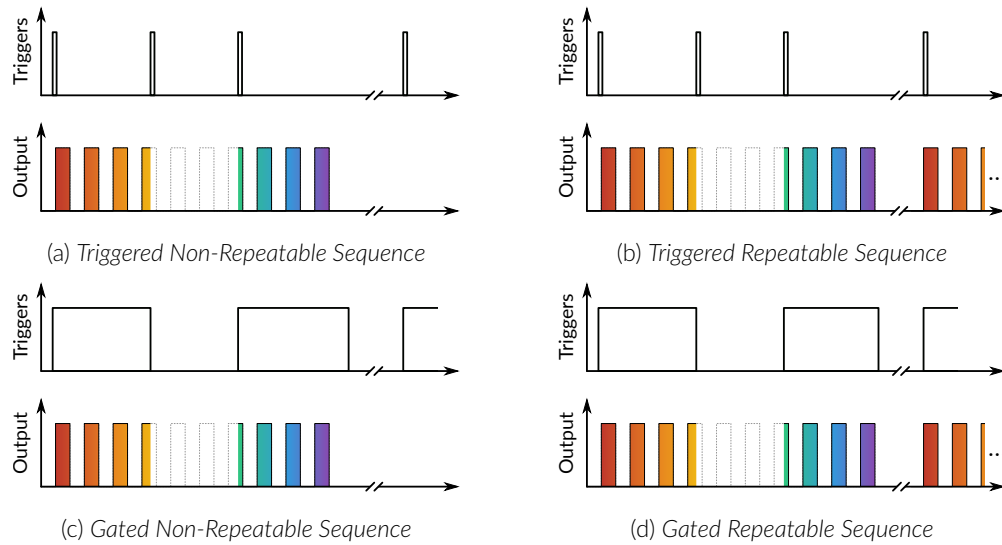 Triggers
Triggers
Output
Output
...
(a) Triggered Non-Repeatable Sequence
(b) Triggered Repeatable Sequence
Triggers
Triggers
Output
Output
...
(c) Gated Non-Repeatable Sequence
(d) Gated Repeatable Sequence